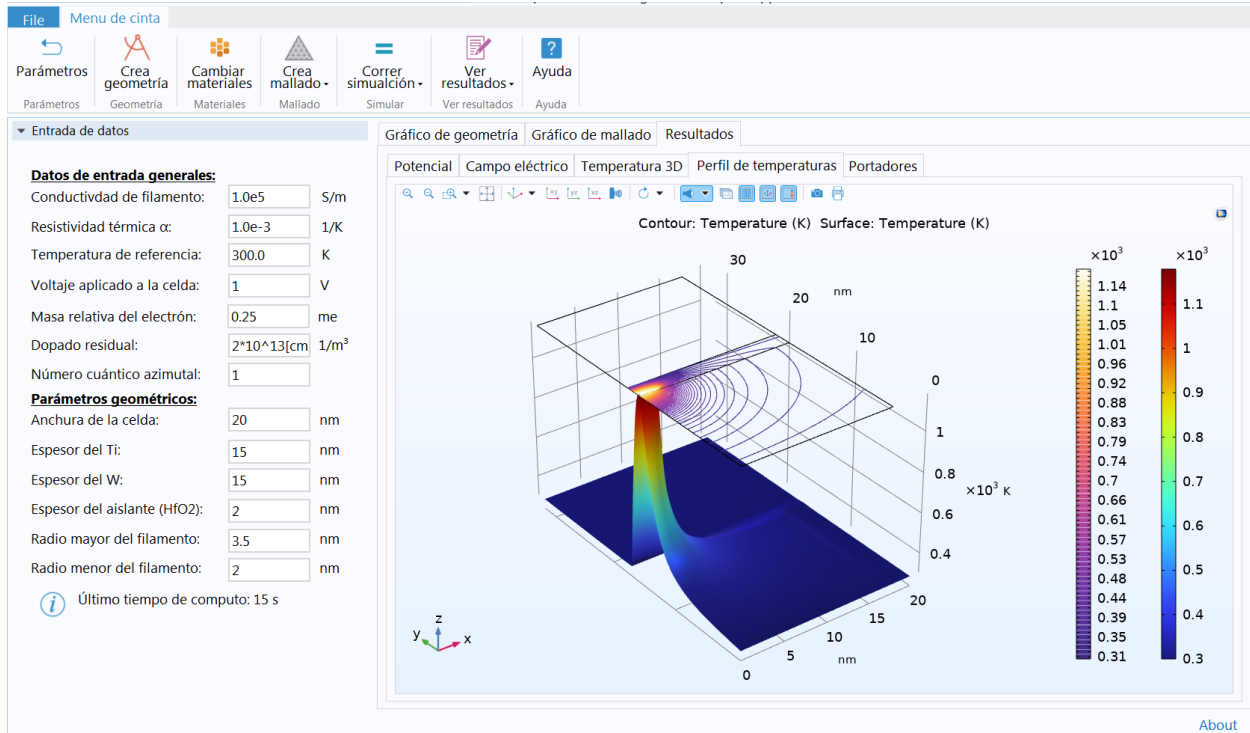 File Menu de cinta
Parámetros Crea geometría Cambiar materiales Crea mallado Correr simualción Ver resultados Ayuda
Parámetros Geometría Materiales Mallado Simular Ver resultados Ayuda
Entrada de datos
Datos de entrada generales:
Conductividad de filamento: 1.0e5 S/m
Resistividad térmica α: 1.0e-3 1/K
Temperatura de referencia: 300.0 K
Voltaje aplicado a la celda: 1 V
Masa relativa del electrón: 0.25 me
Dopado residual: 2*10^13[cm 1/m³
Número cuántico azimutal: 1
Parámetros geométricos:
Anchura de la celda: 20 nm
Espesor del Ti: 15 nm
Espesor del W: 15 nm
Espesor del aislante (HfO2): 2 nm
Radio mayor del filamento: 3.5 nm
Radio menor del filamento: 2 nm
i Último tiempo de computo: 15 s
Gráfico de geometría Gráfico de mallado Resultados
Potencial Campo eléctrico Temperatura 3D Perfil de temperaturas Portadores
xy yz xz
Contour: Temperature (K) Surface: Temperature (K)
30
20 nm
10
0
1
0.8
×10³ K
0.6
0.4
20
15
10
5 nm
0
y z x
×10³
1.14
1.1
1.05
1.01
0.96
0.92
0.88
0.83
0.79
0.74
0.7
0.66
0.61
0.57
0.53
0.48
0.44
0.39
0.35
0.31
×10³
1.1
1
0.9
0.8
0.7
0.6
0.5
0.4
0.3
About